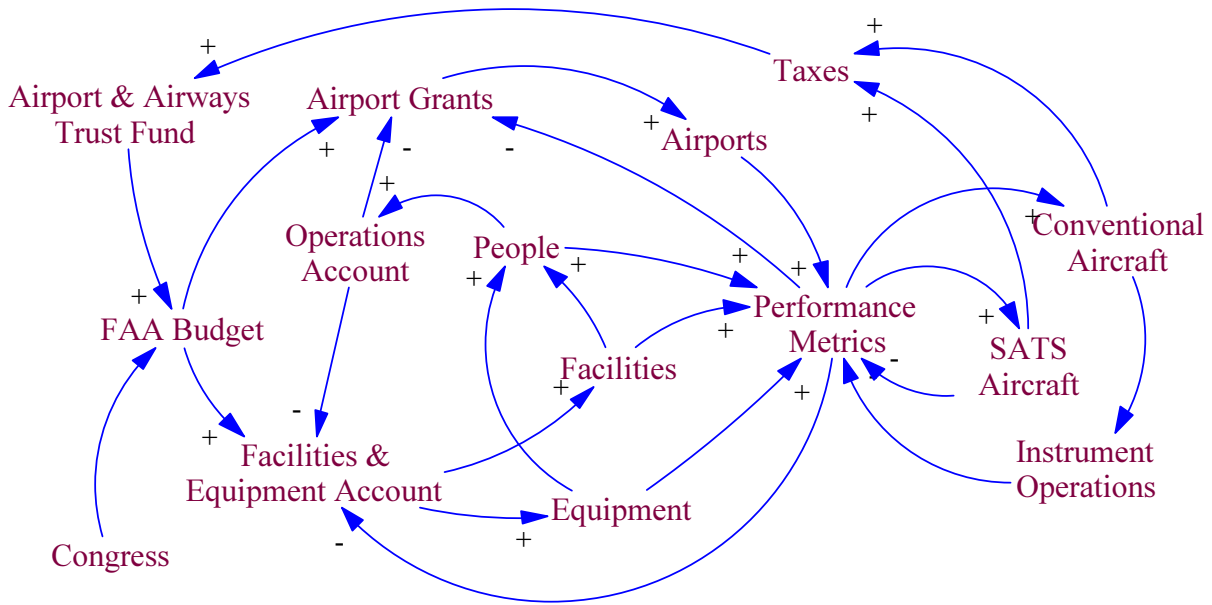 +
+
Taxes
Airport & Airways
Trust Fund
Airport Grants
+
+
Airports
+
-
-
+
Operations
Account
People
+
+
+
+
+
Conventional
Aircraft
+
FAA Budget
Performance
Metrics
+
+
SATS
Aircraft
-
Facilities
+
+
-
-
+
Facilities &
Equipment Account
Instrument
Operations
Equipment
+
-
Congress